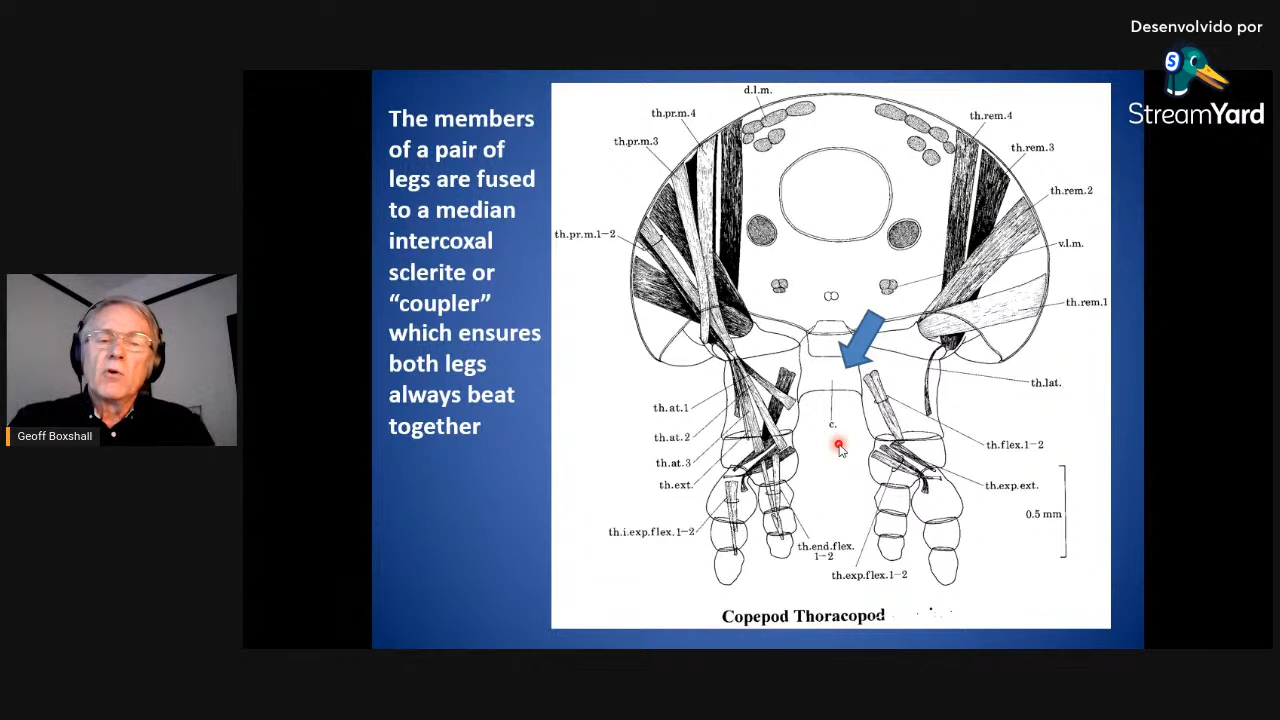 Desenvolvido por
StreamYard
The members
of a pair of
legs are fused
to a median
intercoxal
sclerite or
“coupler”
which ensures
both legs
always beat
together
d.l.m.
th.pr.m.4
th.pr.m.3
th.pr.m.1–2
th.rem.4
th.rem.3
th.rem.2
v.l.m.
th.rem.1
th.lat.
th.at.1
th.at.2
th.at.3
th.ext.
c.
th.flex.1–2
th.exp.ext.
0.5 mm
th.i.exp.flex.1–2
th.end.flex.
1–2
th.exp.flex.1–2
Copepod Thoracopod
Geoff Boxshall